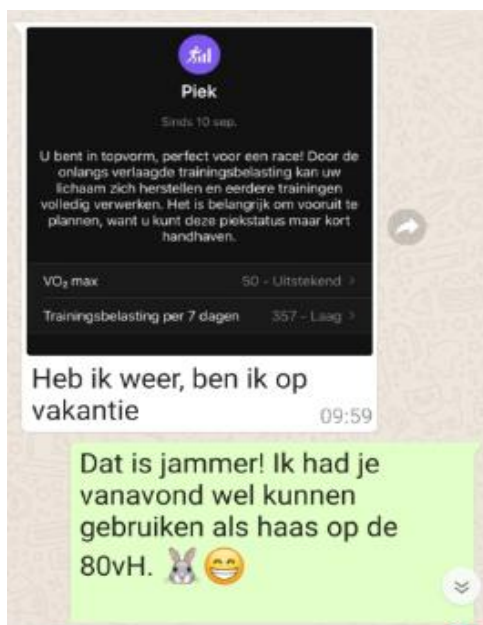 Piek
Sinds 10 sep.
U bent in topvorm, perfect voor een race! Door de
onlangs verlaagde trainingsbelasting kan uw
lichaam zich herstellen en eerdere trainingen
volledig verwerken. Het is belangrijk om vooruit te
plannen, want u kunt deze piekstatus maar kort
handhaven.
VO₂ max 50 - Uitstekend >
Trainingsbelasting per 7 dagen 357 - Laag >
Heb ik weer, ben ik op
vakantie 09:59
Dat is jammer! Ik had je
vanavond wel kunnen
gebruiken als haas op de
80vH. 🐰😁